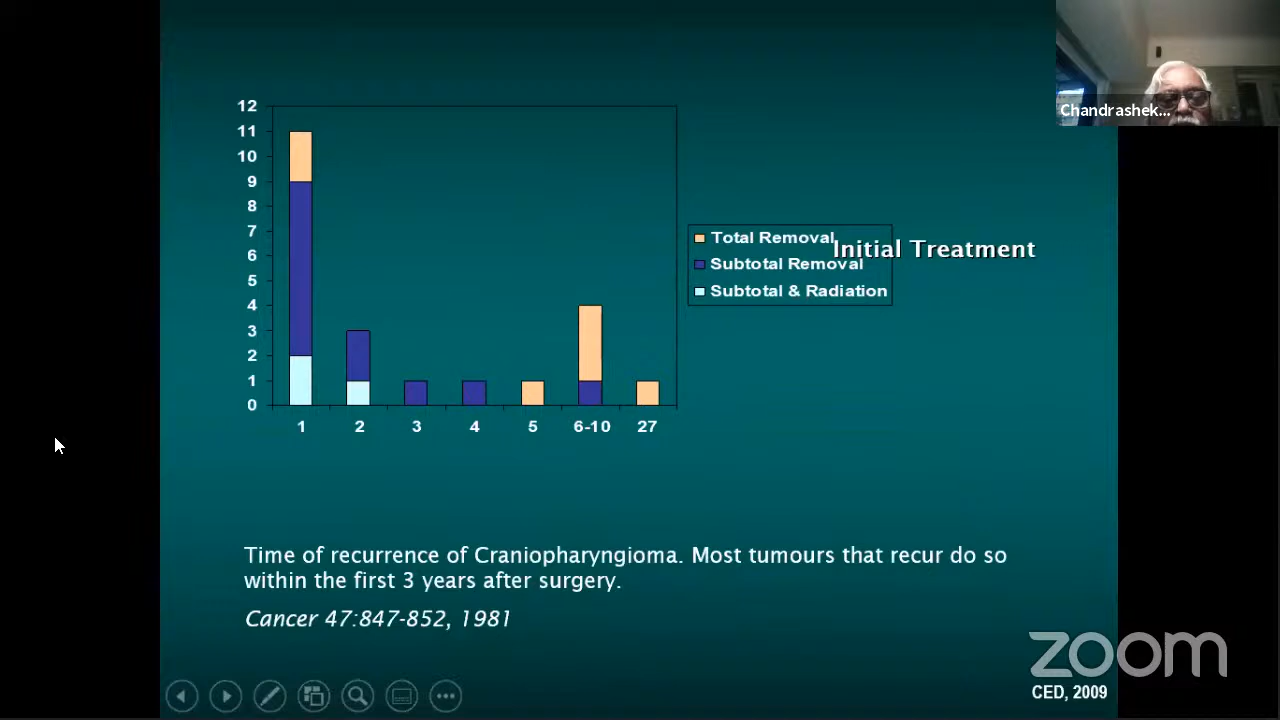 Chandrashek...
12
11
10
9
8
7
6
5
4
3
2
1
0
1 2 3 4 5 6-10 27
Total Removal
Subtotal Removal
Subtotal & Radiation
Initial Treatment
Time of recurrence of Craniopharyngioma. Most tumours that recur do so
within the first 3 years after surgery.
Cancer 47:847-852, 1981
zoom
CED, 2009